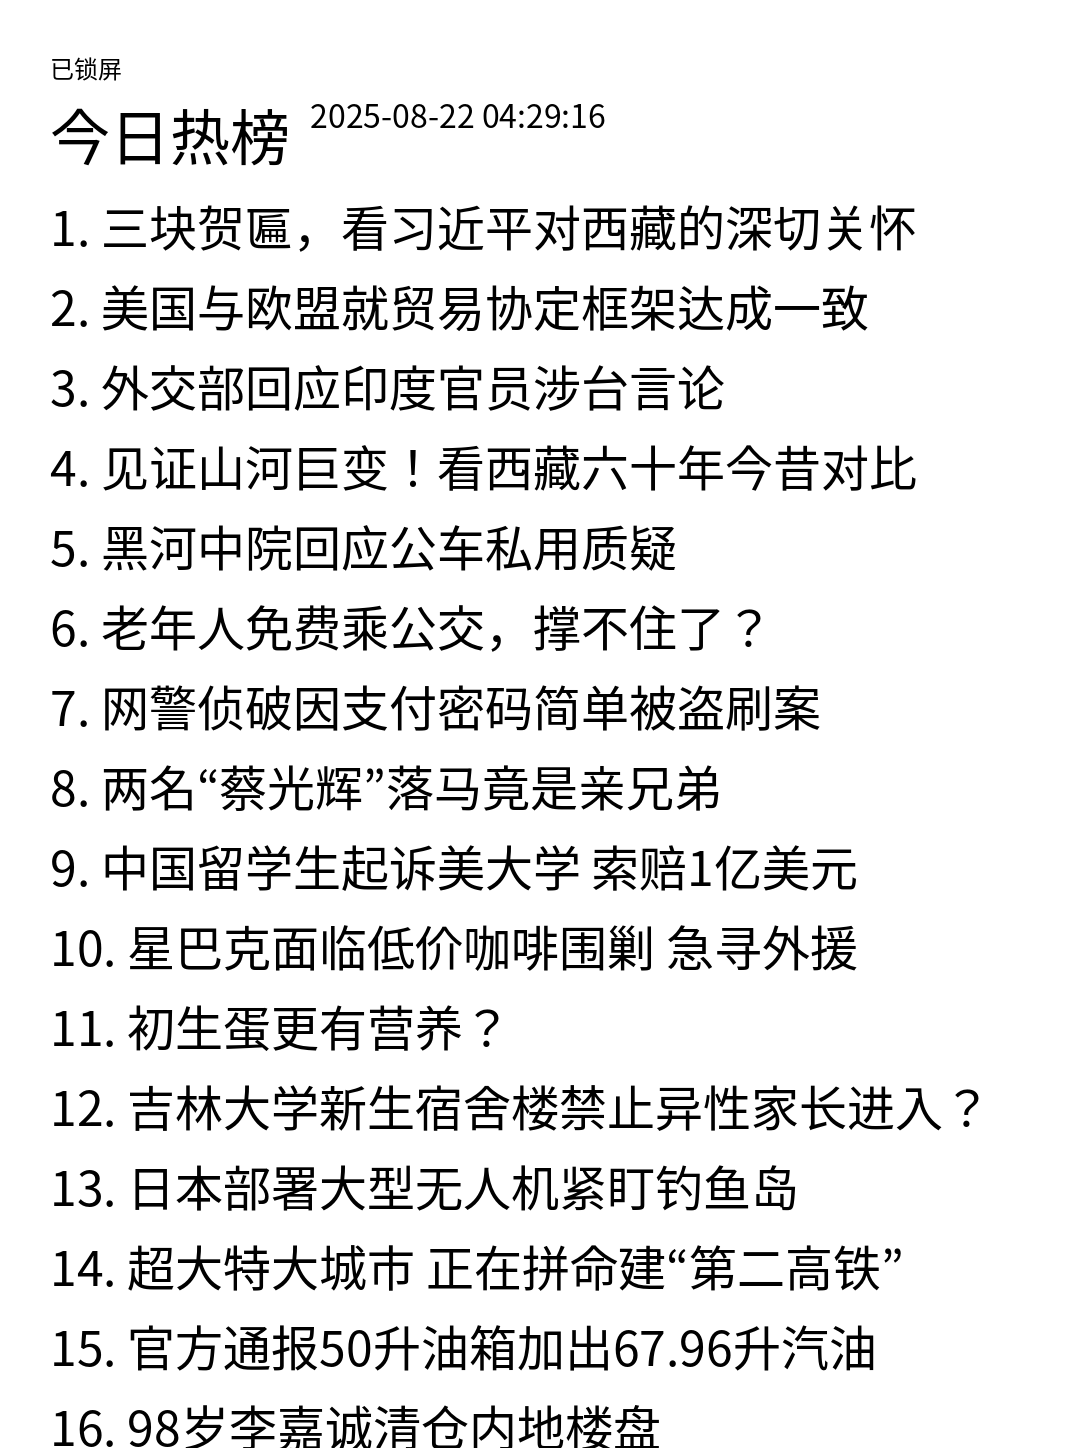 已锁屏
今日热榜 2025-08-22 04:29:16
1. 三块贺匾，看习近平对西藏的深切关怀
2. 美国与欧盟就贸易协定框架达成一致
3. 外交部回应印度官员涉台言论
4. 见证山河巨变！看西藏六十年今昔对比
5. 黑河中院回应公车私用质疑
6. 老年人免费乘公交，撑不住了？
7. 网警侦破因支付密码简单被盗刷案
8. 两名“蔡光辉”落马竟是亲兄弟
9. 中国留学生起诉美大学 索赔1亿美元
10. 星巴克面临低价咖啡围剿 急寻外援
11. 初生蛋更有营养？
12. 吉林大学新生宿舍楼禁止异性家长进入？
13. 日本部署大型无人机紧盯钓鱼岛
14. 超大特大城市 正在拼命建“第二高铁”
15. 官方通报50升油箱加出67.96升汽油
16. 98岁李嘉诚清仓内地楼盘